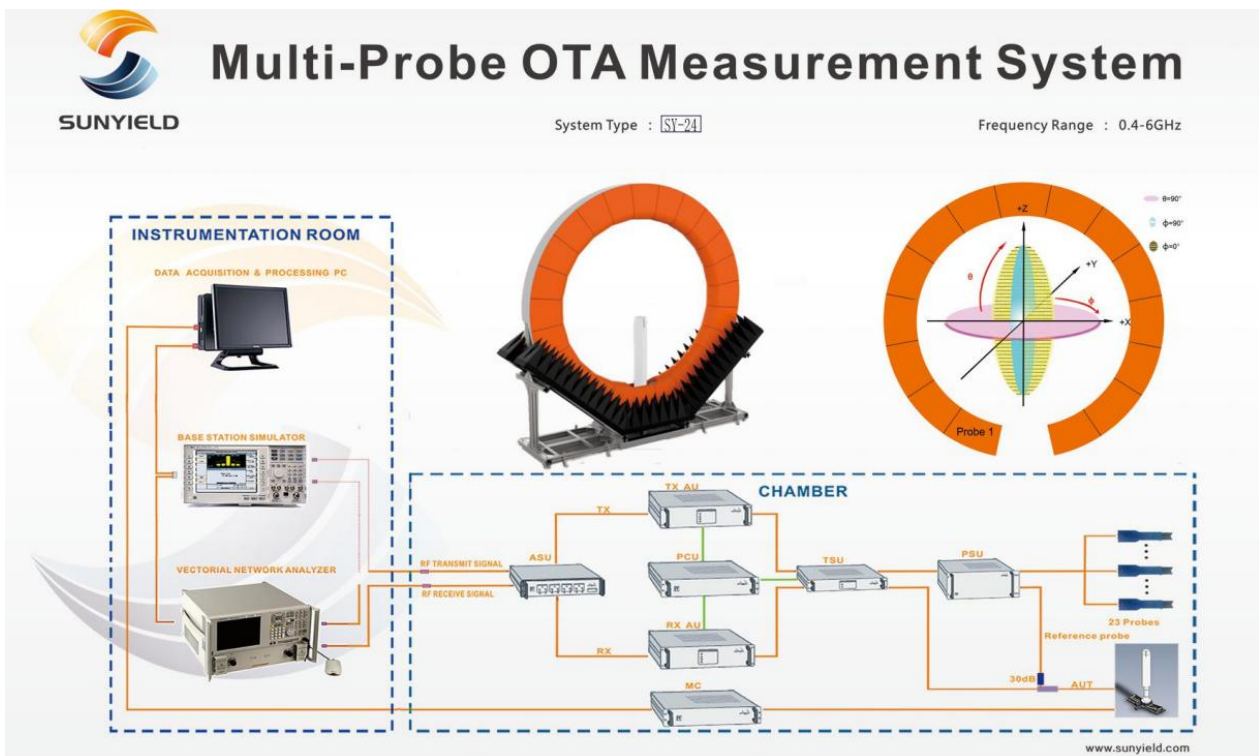 Multi-Probe OTA Measurement System
SUNYIELD
System Type : SY-24
Frequency Range : 0.4-6GHz
INSTRUMENTATION ROOM
DATA ACQUISITION & PROCESSING PC
BASE STATION SIMULATOR
VECTORIAL NETWORK ANALYZER
+Z
+Y
+X
θ
ϕ
θ=90°
ϕ=90°
ϕ=0°
Probe 1
CHAMBER
RF TRANSMIT SIGNAL
RF RECEIVE SIGNAL
ASU
TX
RX
TX AU
PCU
RX AU
MC
TSU
PSU
23 Probes
Reference probe
30dB
AUT
www.sunyield.com